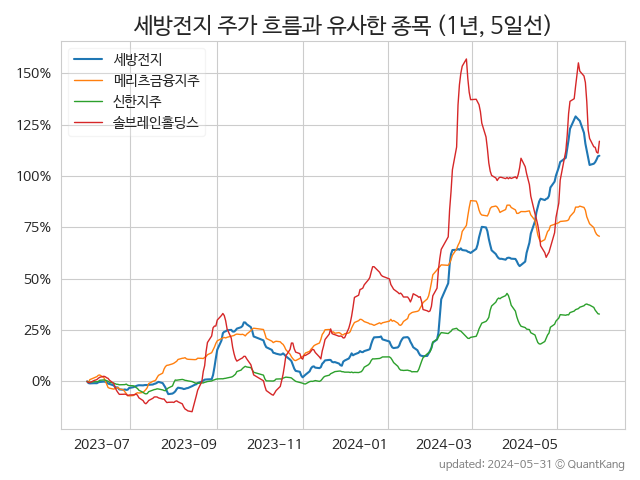 세방전지 주가 흐름과 유사한 종목 (1년, 5일선)
세방전지
메리츠금융지주
신한지주
솔브레인홀딩스
150%
125%
100%
75%
50%
25%
0%
2023-07 2023-09 2023-11 2024-01 2024-03 2024-05
updated: 2024-05-31 © QuantKang